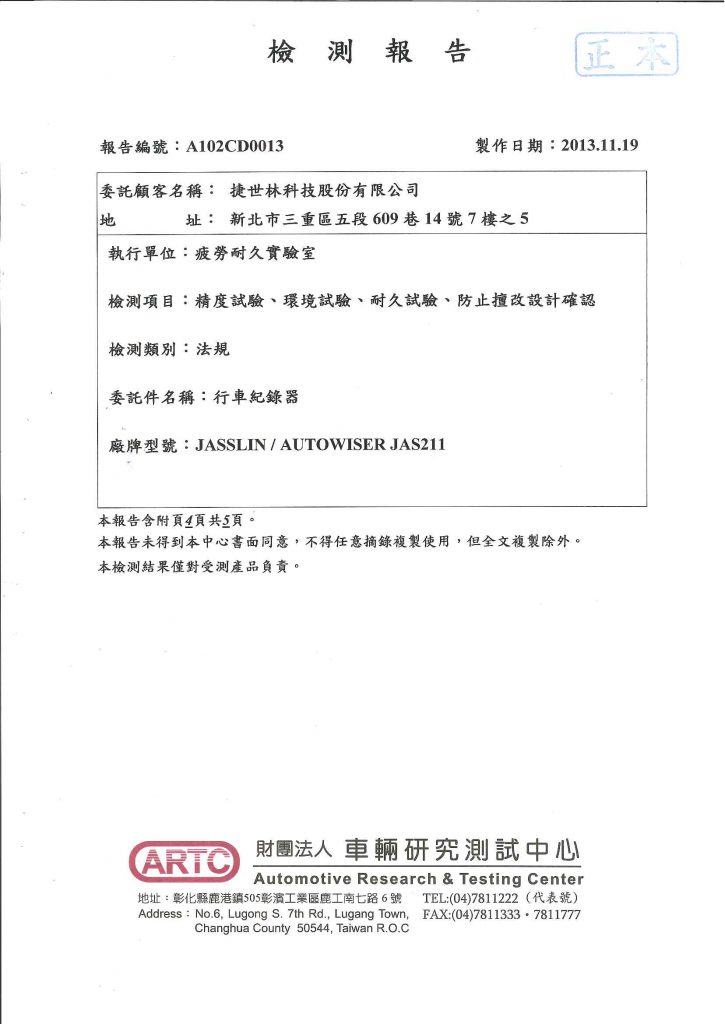 檢測報告
正本
報告編號：A102CD0013 製作日期：2013.11.19
委託顧客名稱： 捷世林科技股份有限公司
地址： 新北市三重區五段 609 巷 14 號 7 樓之 5
執行單位：疲勞耐久實驗室
檢測項目：精度試驗、環境試驗、耐久試驗、防止擅改設計確認
檢測類別：法規
委託件名稱：行車紀錄器
廠牌型號：JASSLIN / AUTOWISER JAS211
本報告含附頁4頁共5頁。
本報告未得到本中心書面同意，不得任意摘錄複製使用，但全文複製除外。
本檢測結果僅對受測產品負責。
ARTC
財團法人 車輛研究測試中心
Automotive Research & Testing Center
地址：彰化縣鹿港鎮505彰濱工業區鹿工南七路 6 號 TEL:(04)7811222（代表號）
Address：No.6, Lugong S. 7th Rd., Lugang Town, FAX:(04)7811333・7811777
Changhua County 50544, Taiwan R.O.C